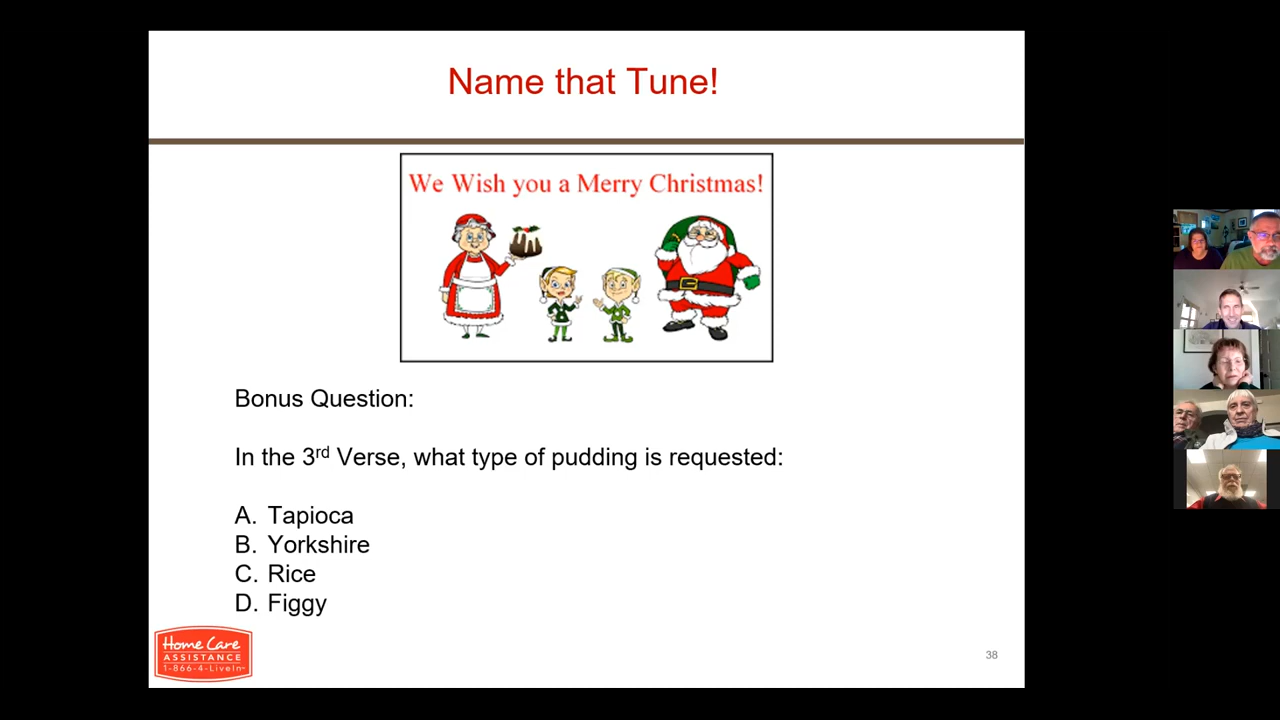 Name that Tune!
We Wish you a Merry Christmas!
Bonus Question:
In the 3rd Verse, what type of pudding is requested:
A. Tapioca
B. Yorkshire
C. Rice
D. Figgy
Home Care
ASSISTANCE
1-866-4-LiveIn
38